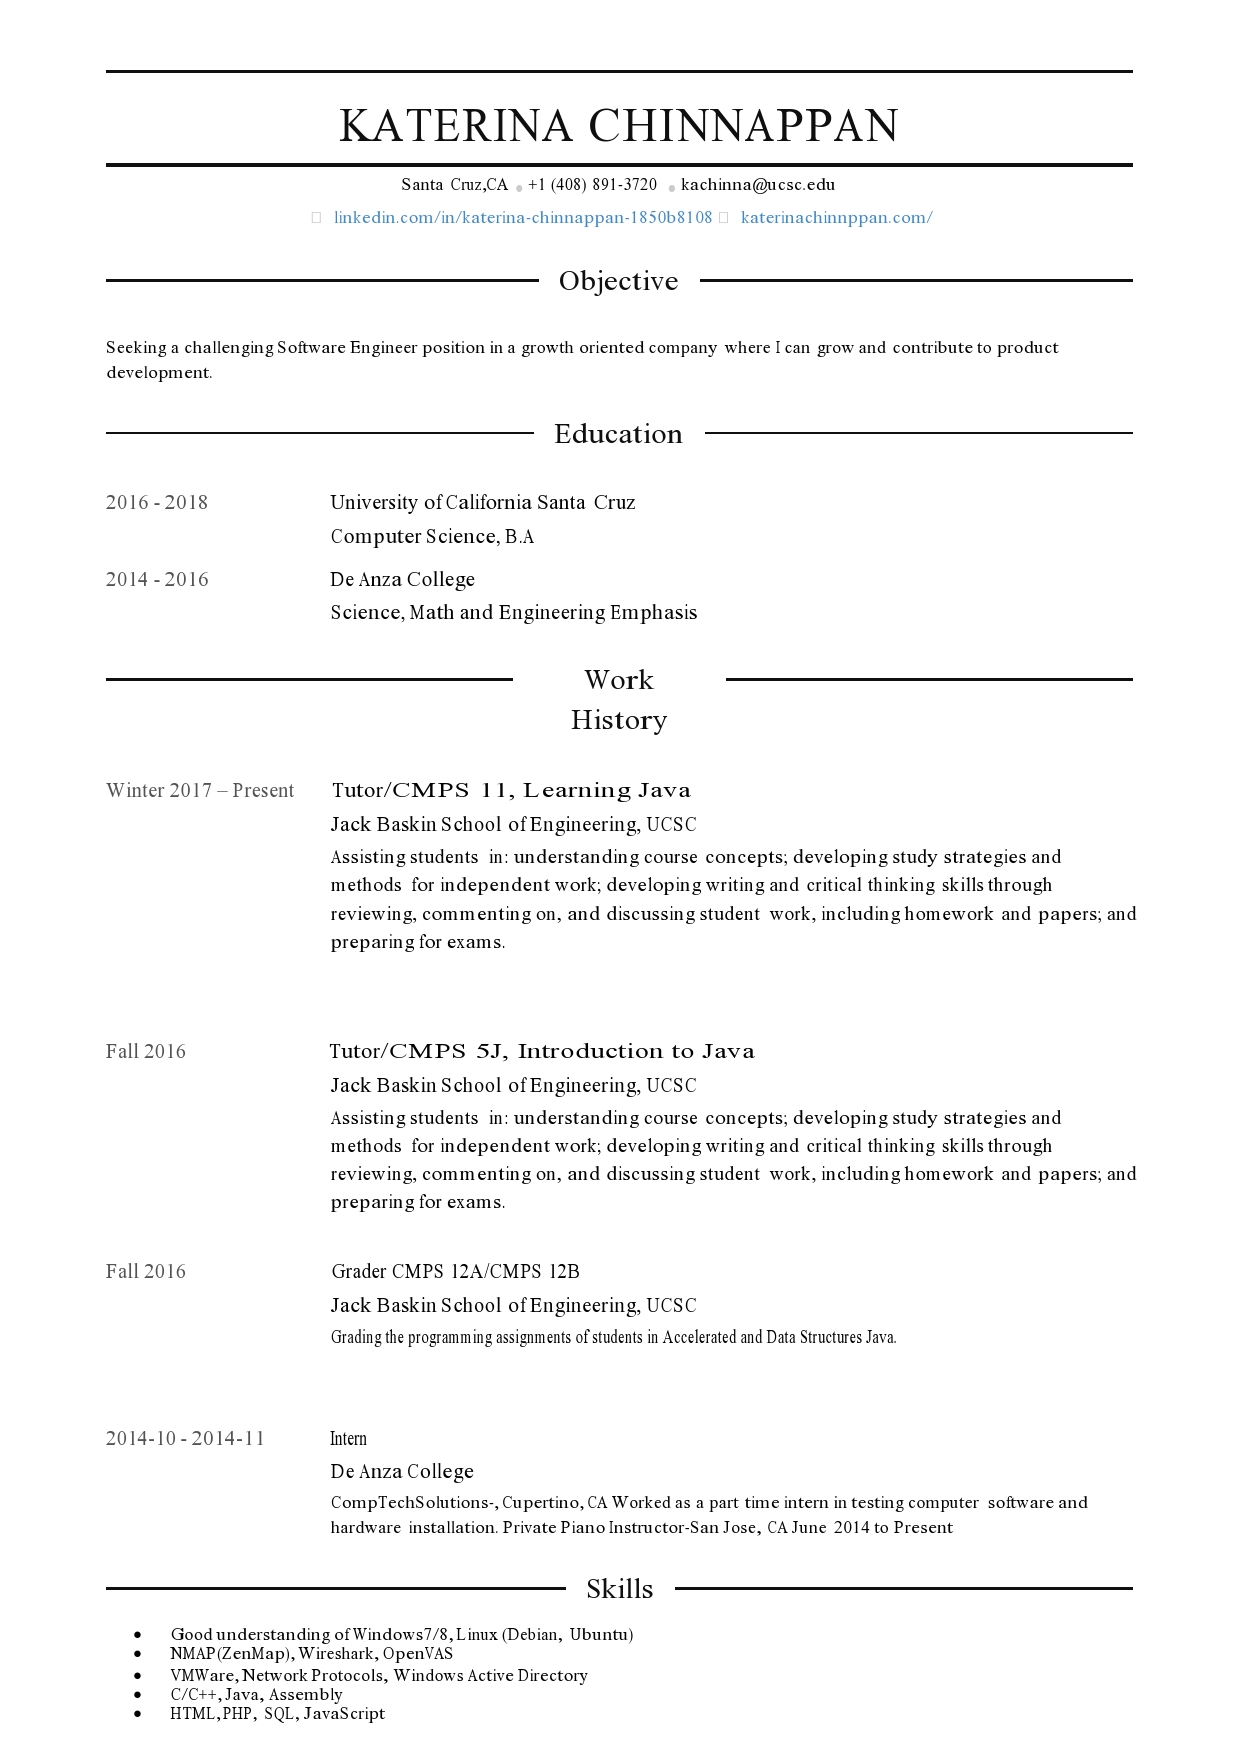 KATERINA CHINNAPPAN
Santa Cruz,CA • +1 (408) 891-3720 • kachinna@ucsc.edu
linkedin.com/in/katerina-chinnappan-1850b8108 katerinachinnppan.com/
Objective
Seeking a challenging Software Engineer position in a growth oriented company where I can grow and contribute to product
development.
Education
2016 - 2018 University of California Santa Cruz
Computer Science, B.A
2014 - 2016 De Anza College
Science, Math and Engineering Emphasis
Work
History
Winter 2017 – Present Tutor/CMPS 11, Learning Java
Jack Baskin School of Engineering, UCSC
Assisting students in: understanding course concepts; developing study strategies and
methods for independent work; developing writing and critical thinking skills through
reviewing, commenting on, and discussing student work, including homework and papers; and
preparing for exams.
Fall 2016 Tutor/CMPS 5J, Introduction to Java
Jack Baskin School of Engineering, UCSC
Assisting students in: understanding course concepts; developing study strategies and
methods for independent work; developing writing and critical thinking skills through
reviewing, commenting on, and discussing student work, including homework and papers; and
preparing for exams.
Fall 2016 Grader CMPS 12A/CMPS 12B
Jack Baskin School of Engineering, UCSC
Grading the programming assignments of students in Accelerated and Data Structures Java.
2014-10 - 2014-11 Intern
De Anza College
CompTechSolutions-, Cupertino, CA Worked as a part time intern in testing computer software and
hardware installation. Private Piano Instructor-San Jose, CA June 2014 to Present
Skills
• Good understanding of Windows7/8, Linux (Debian, Ubuntu)
• NMAP(ZenMap), Wireshark, OpenVAS
• VMWare, Network Protocols, Windows Active Directory
• C/C++, Java, Assembly
• HTML, PHP, SQL, JavaScript